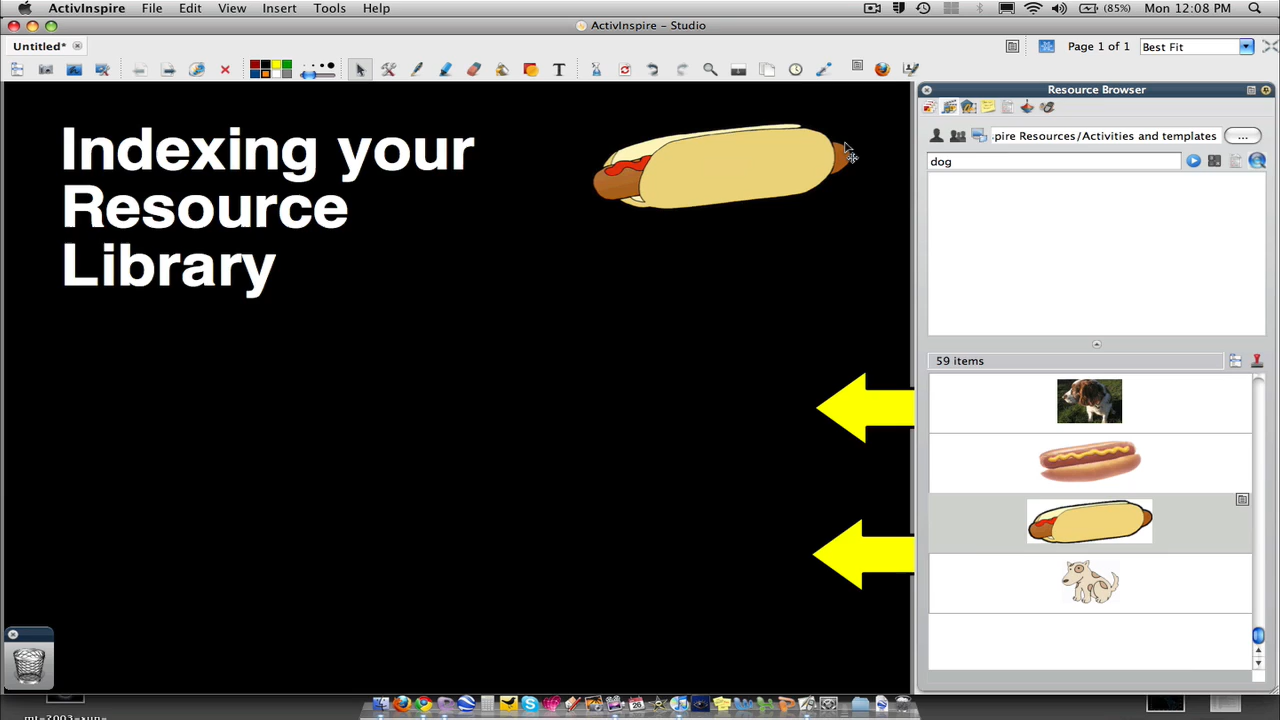 ActivInspire File Edit View Insert Tools Help (85%) Mon 12:08 PM
ActivInspire – Studio
Untitled* Page 1 of 1 Best Fit
Resource Browser
.pire Resources/Activities and templates ...
dog
Indexing your
Resource
Library
59 items
26